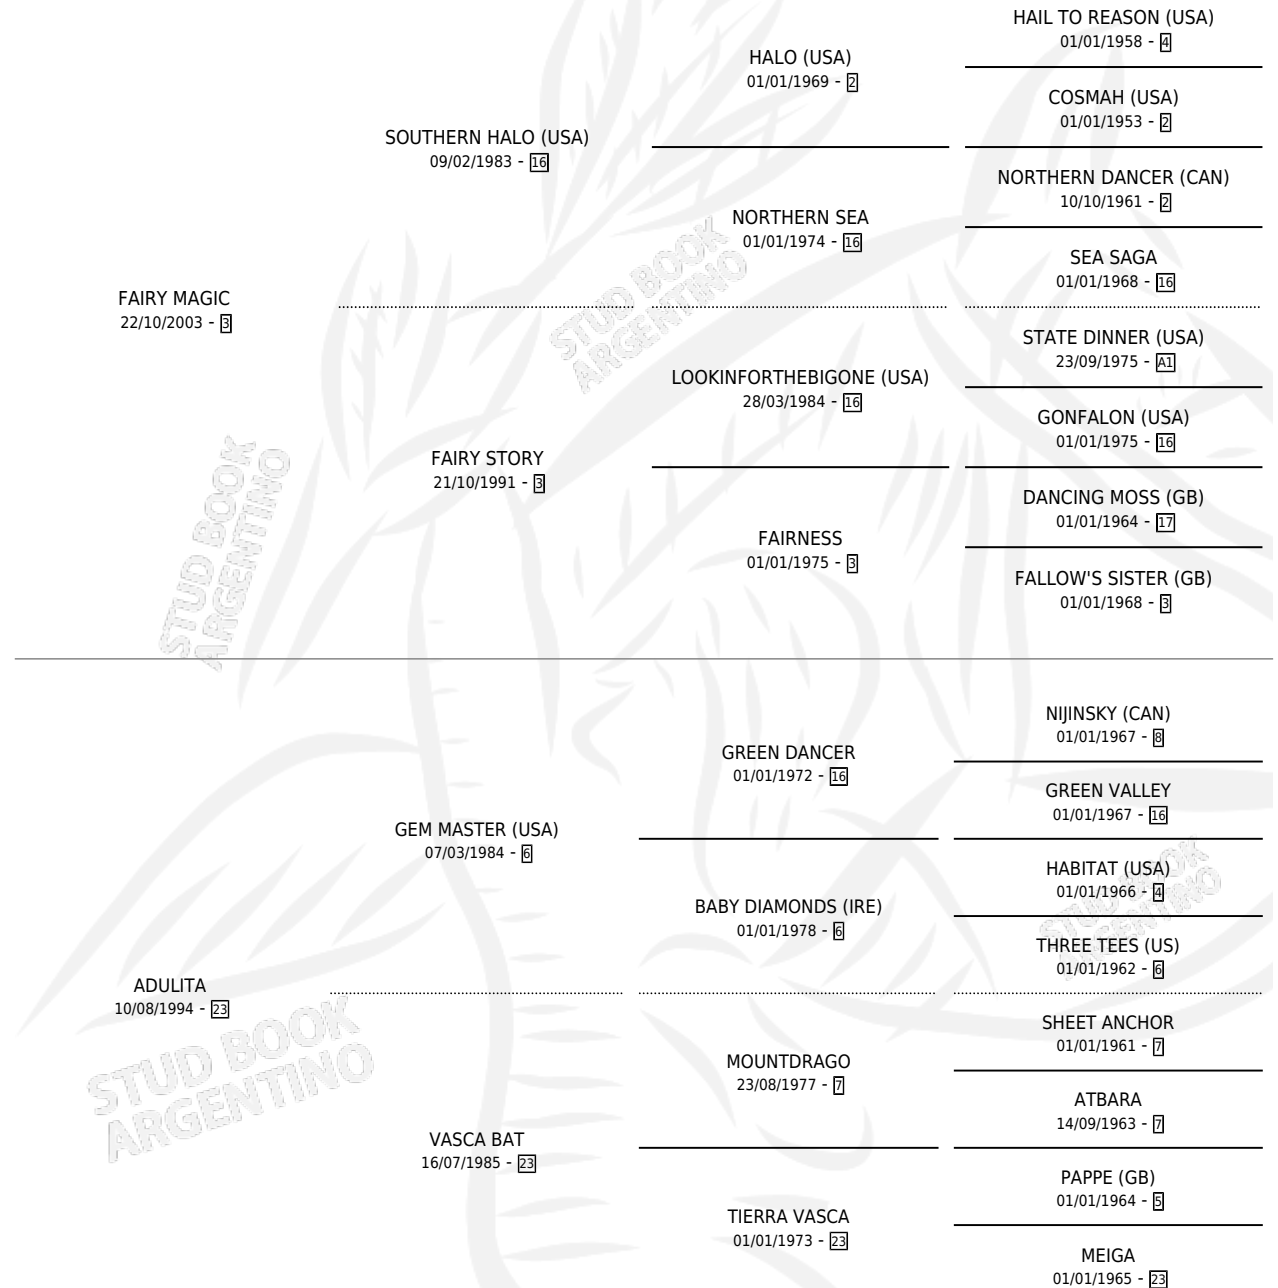 HAIL TO REASON (USA)
01/01/1958 - 4
HALO (USA)
01/01/1969 - 2
COSMAH (USA)
01/01/1953 - 2
SOUTHERN HALO (USA)
09/02/1983 - 16
NORTHERN DANCER (CAN)
10/10/1961 - 2
NORTHERN SEA
01/01/1974 - 16
SEA SAGA
01/01/1968 - 16
FAIRY MAGIC
22/10/2003 - 3
STATE DINNER (USA)
23/09/1975 - A1
LOOKINFORTHEBIGONE (USA)
28/03/1984 - 16
GONFALON (USA)
01/01/1975 - 16
FAIRY STORY
21/10/1991 - 3
DANCING MOSS (GB)
01/01/1964 - 17
FAIRNESS
01/01/1975 - 3
FALLOW'S SISTER (GB)
01/01/1968 - 3
STUD BOOK
ARGENTINO
STUD BOOK
ARGENTINO
NIJINSKY (CAN)
01/01/1967 - 8
GREEN DANCER
01/01/1972 - 16
GREEN VALLEY
01/01/1967 - 16
GEM MASTER (USA)
07/03/1984 - 6
HABITAT (USA)
01/01/1966 - 4
BABY DIAMONDS (IRE)
01/01/1978 - 6
THREE TEES (US)
01/01/1962 - 6
ADULITA
10/08/1994 - 23
SHEET ANCHOR
01/01/1961 - 7
MOUNTDRAGO
23/08/1977 - 7
ATBARA
14/09/1963 - 7
VASCA BAT
16/07/1985 - 23
PAPPE (GB)
01/01/1964 - 5
TIERRA VASCA
01/01/1973 - 23
MEIGA
01/01/1965 - 23
STUD BOOK
ARGENTINO
STUD BOOK
ARGENTINO